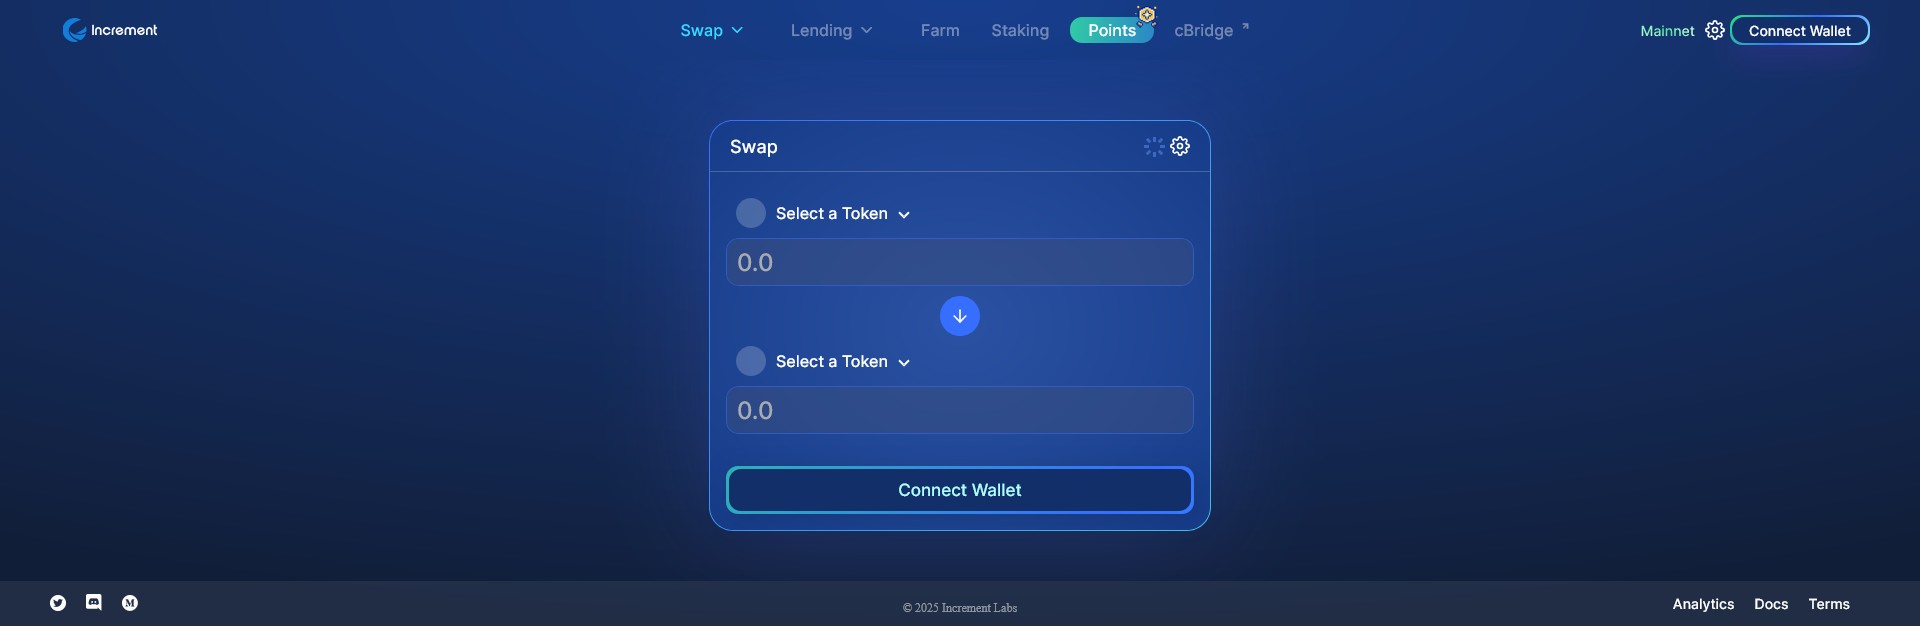 Increment
Swap
Lending
Farm
Staking
Points
cBridge
Mainnet
Connect Wallet
Swap
Select a Token
0.0
Select a Token
0.0
Connect Wallet
© 2025 Increment Labs
Analytics
Docs
Terms